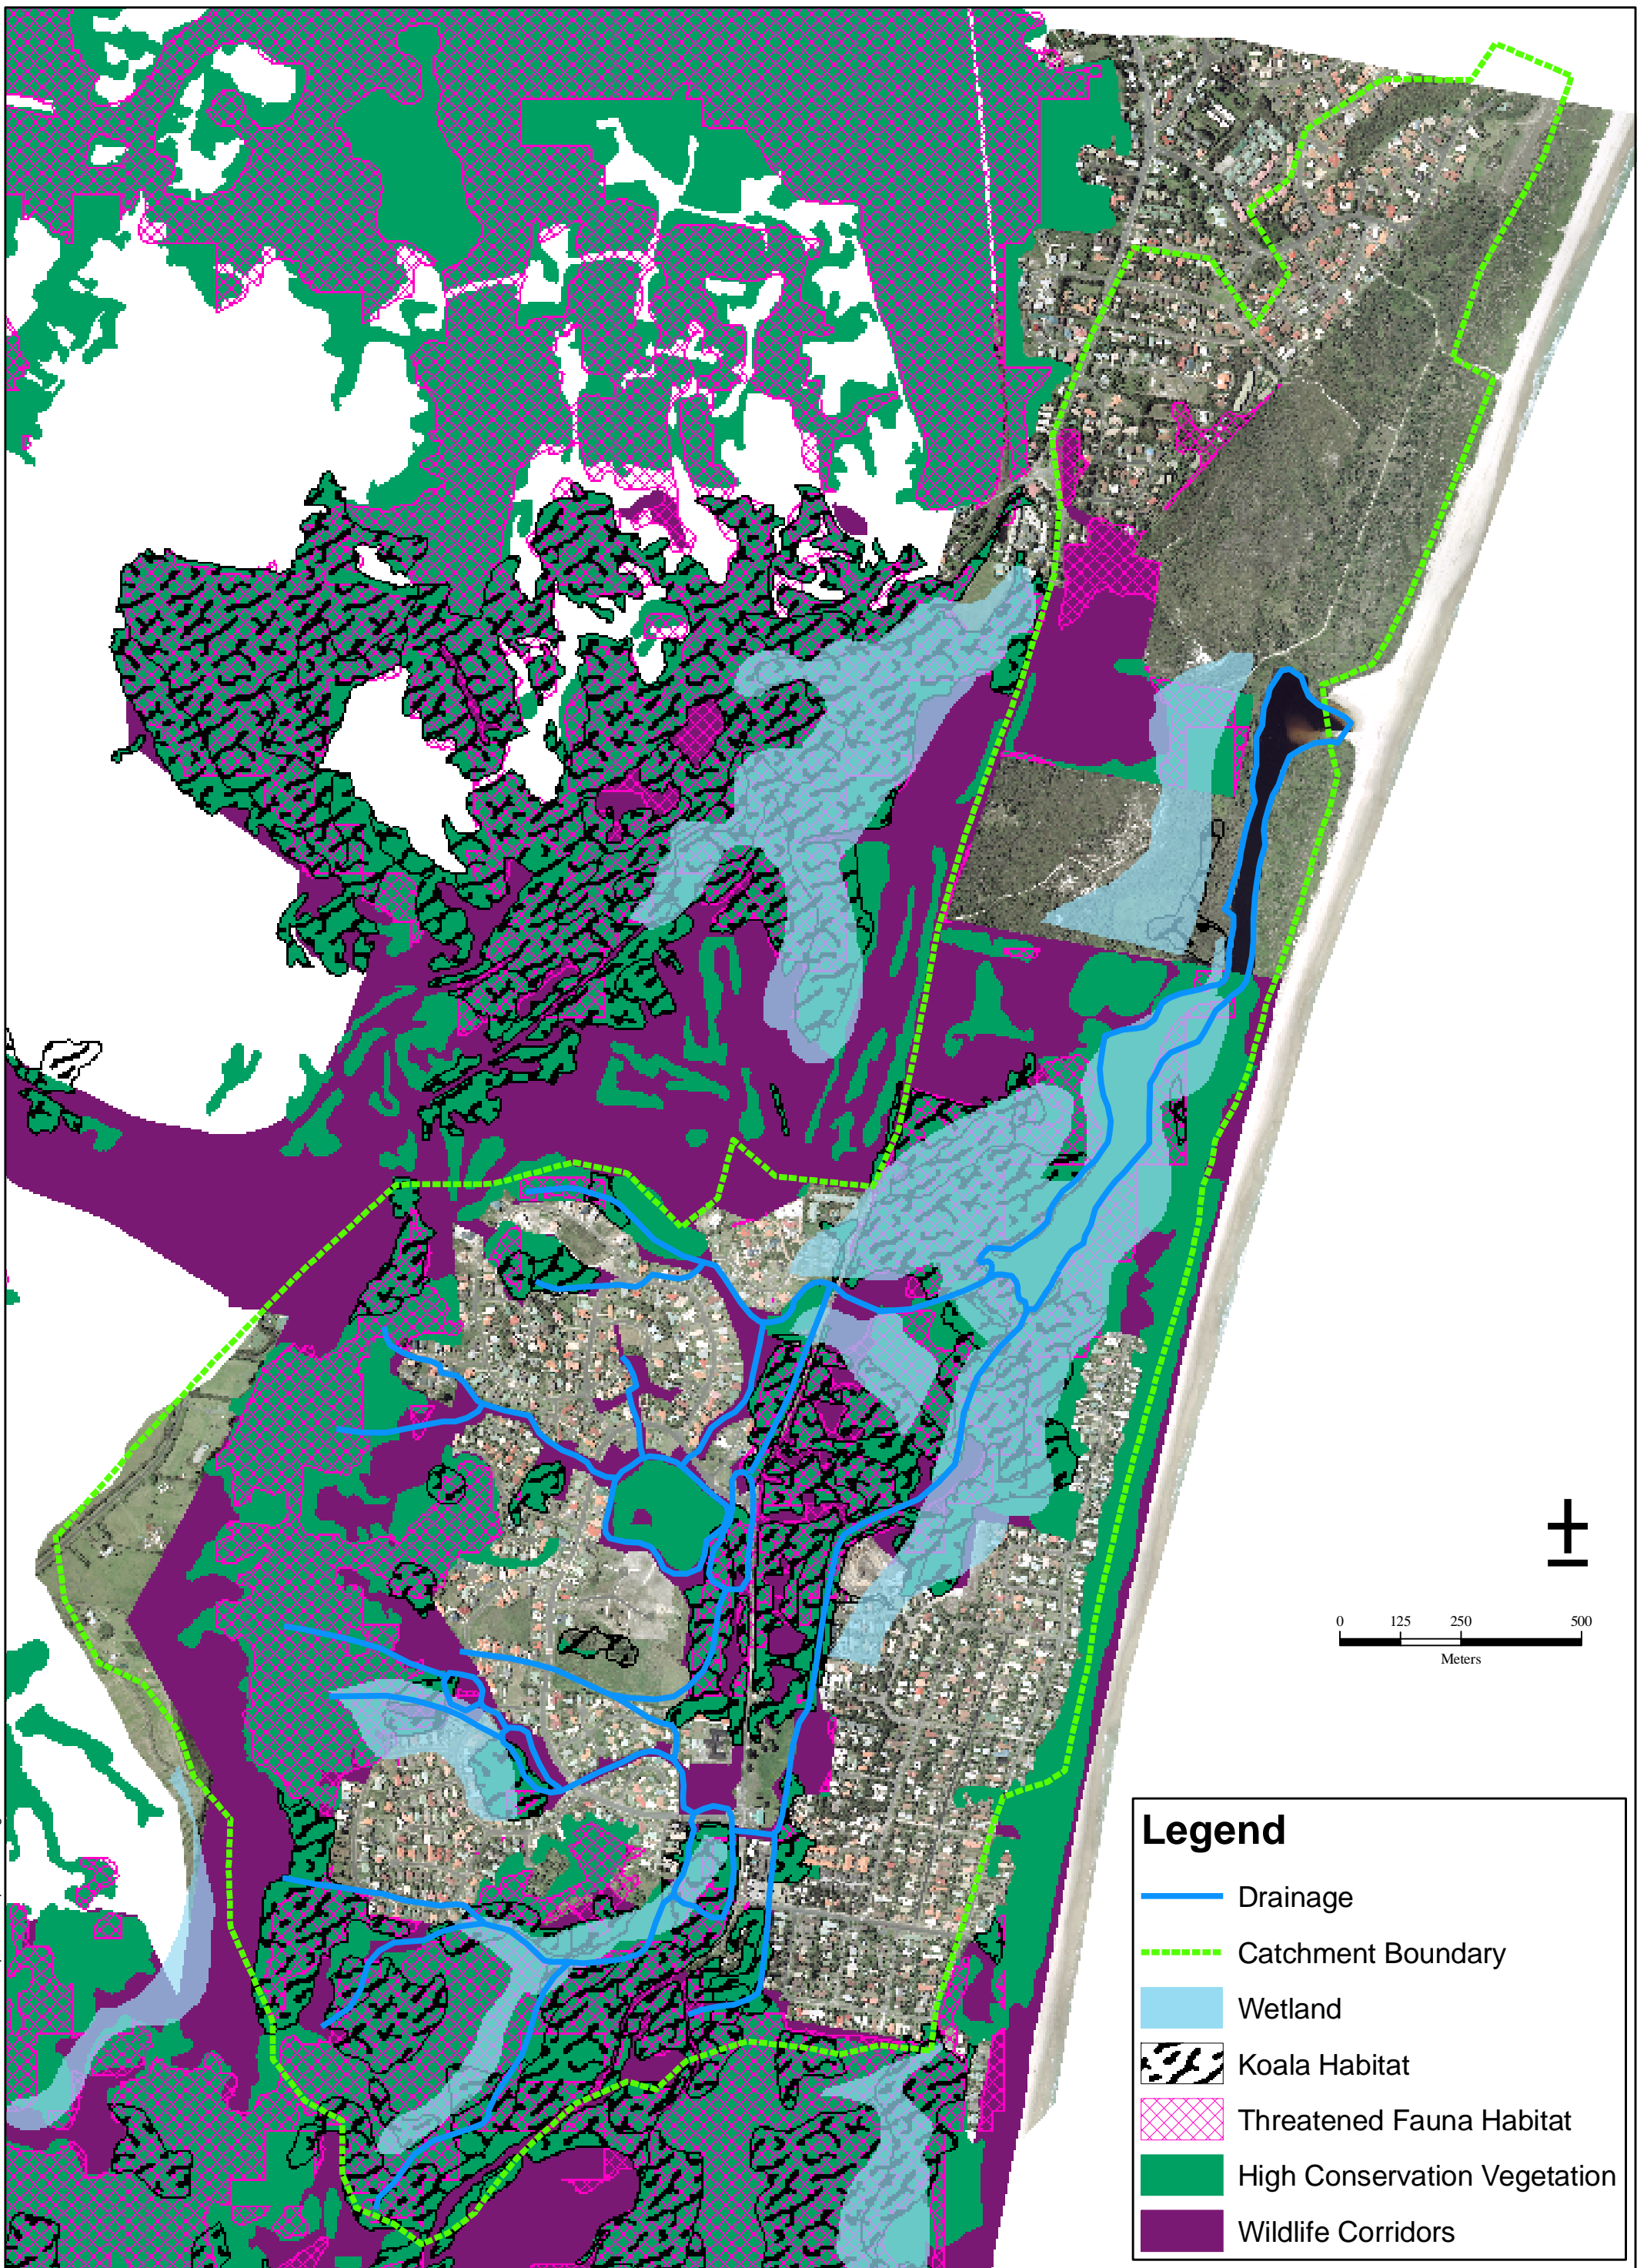 0 125 250 500
Meters
Legend
Drainage
Catchment Boundary
Wetland
Koala Habitat
Threatened Fauna Habitat
High Conservation Vegetation
Wildlife Corridors